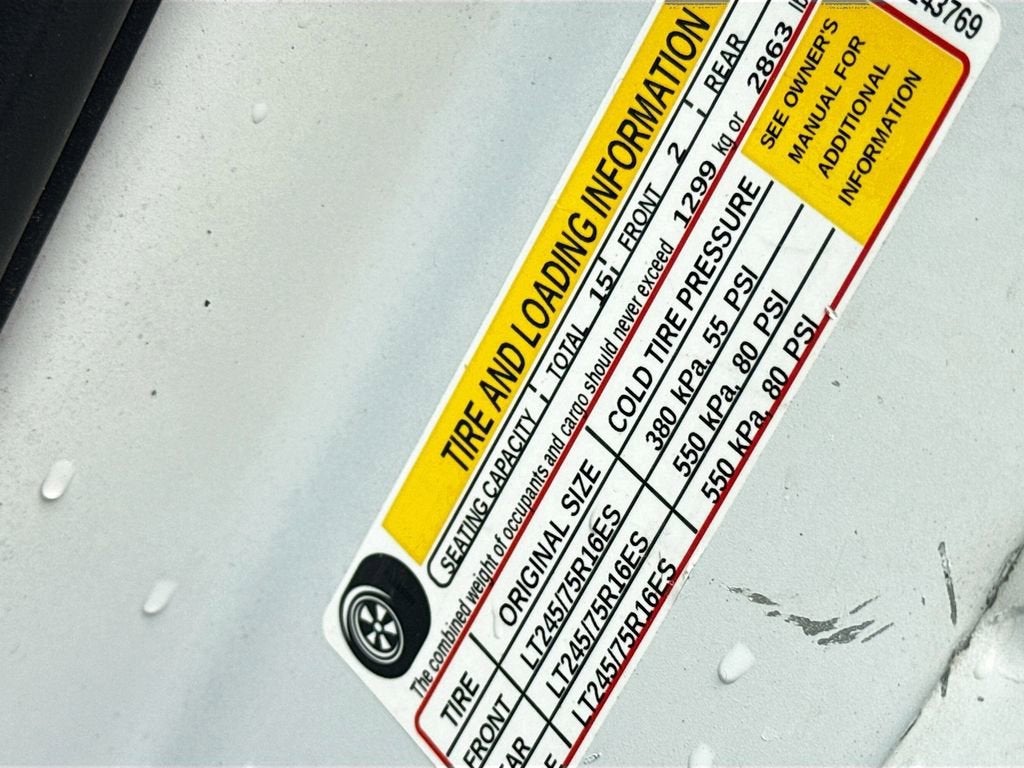 243769
TIRE AND LOADING INFORMATION
SEATING CAPACITY TOTAL 15 FRONT 2 REAR
The combined weight of occupants and cargo should never exceed 1299 kg or 2863 lb
TIRE ORIGINAL SIZE COLD TIRE PRESSURE
FRONT LT245/75R16ES 380 kPa, 55 PSI
EAR LT245/75R16ES 550 kPa, 80 PSI
E LT245/75R16ES 550 kPa, 80 PSI
SEE OWNER'S
MANUAL FOR
ADDITIONAL
INFORMATION